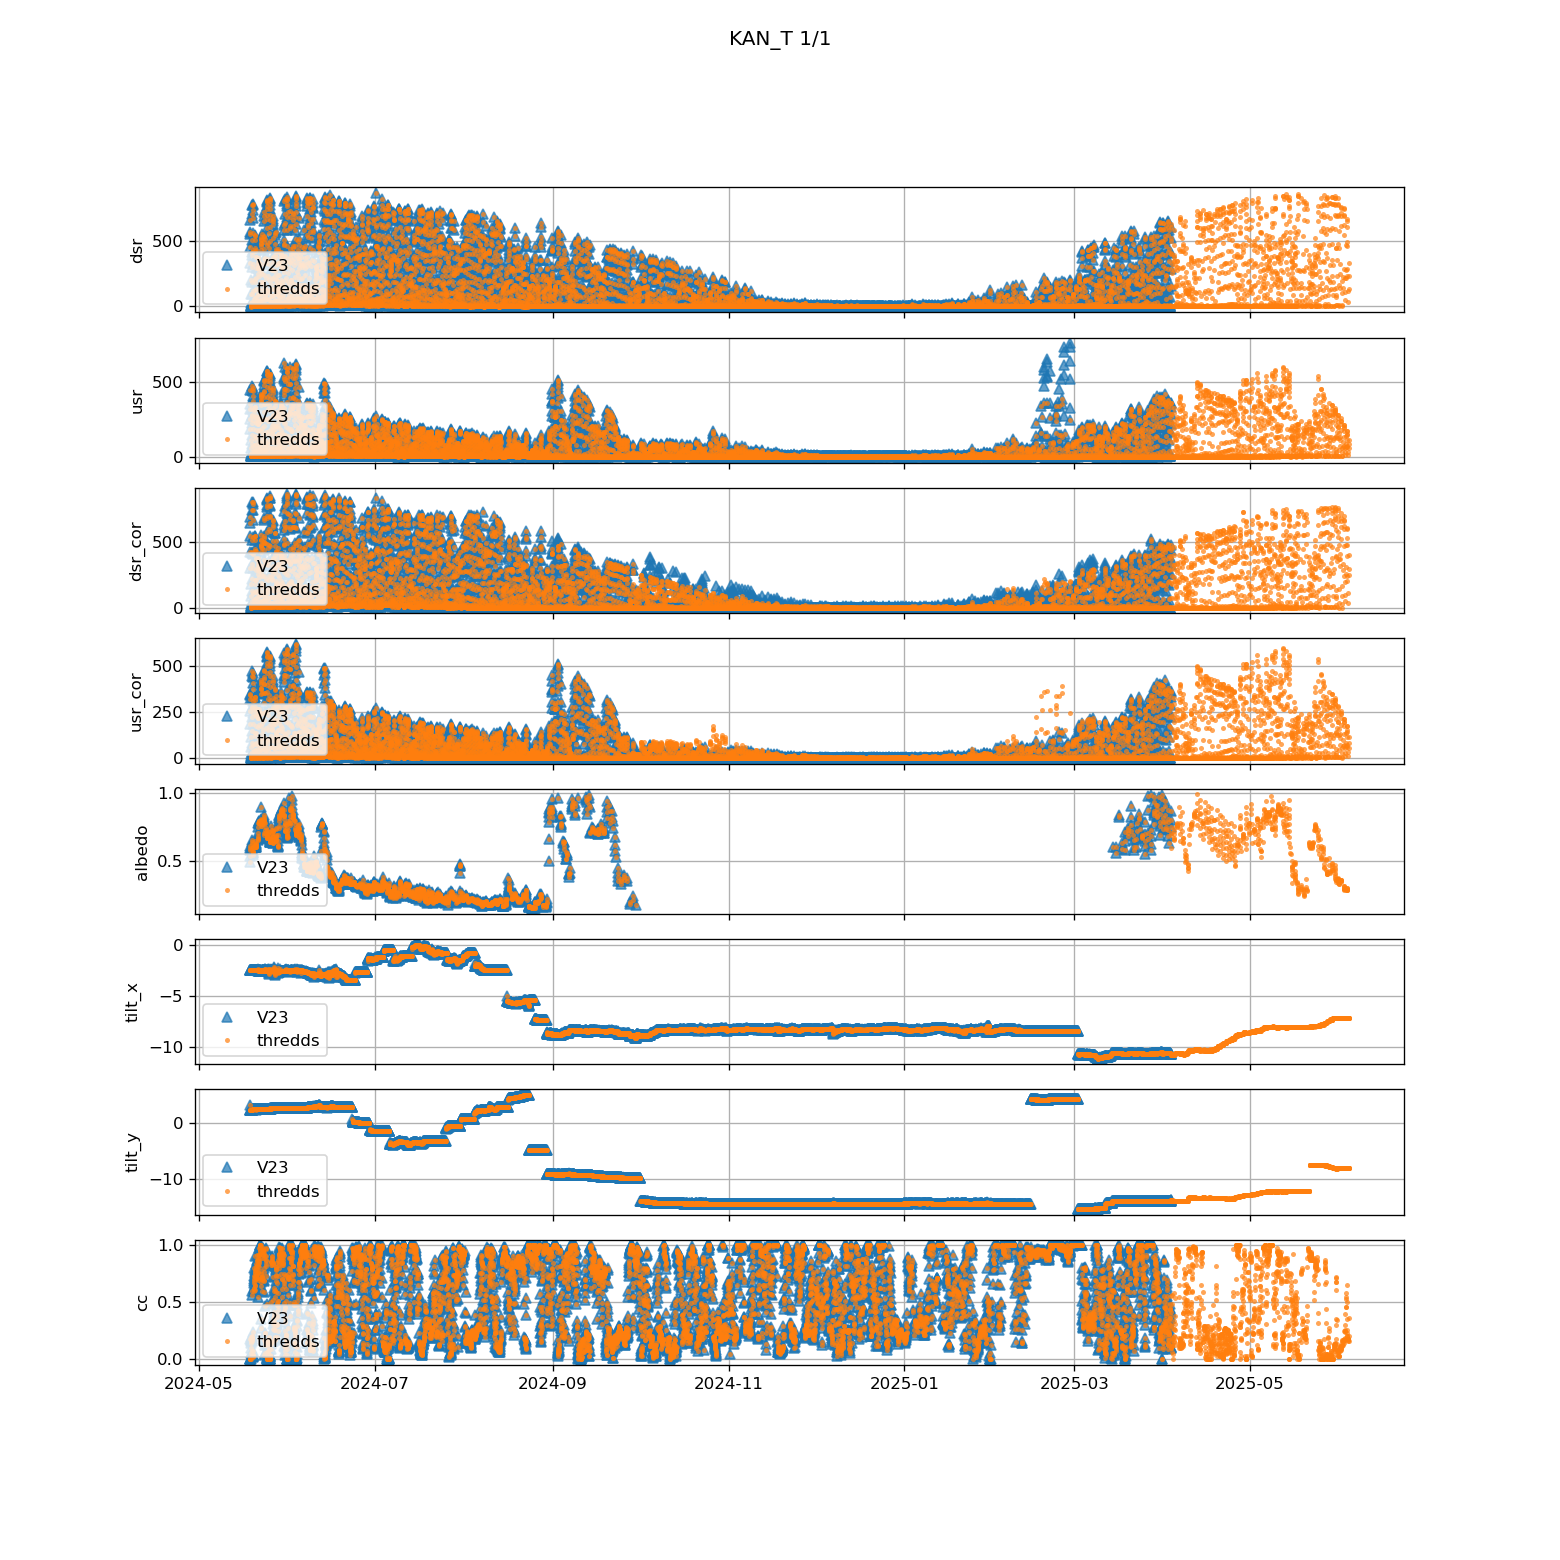 KAN_T 1/1
dsr
500
0
V23
thredds
usr
500
0
V23
thredds
dsr_cor
500
0
V23
thredds
usr_cor
500
250
0
V23
thredds
albedo
1.0
0.5
V23
thredds
tilt_x
0
−5
−10
V23
thredds
tilt_y
0
−10
V23
thredds
cc
1.0
0.5
0.0
V23
thredds
2024-05 2024-07 2024-09 2024-11 2025-01 2025-03 2025-05